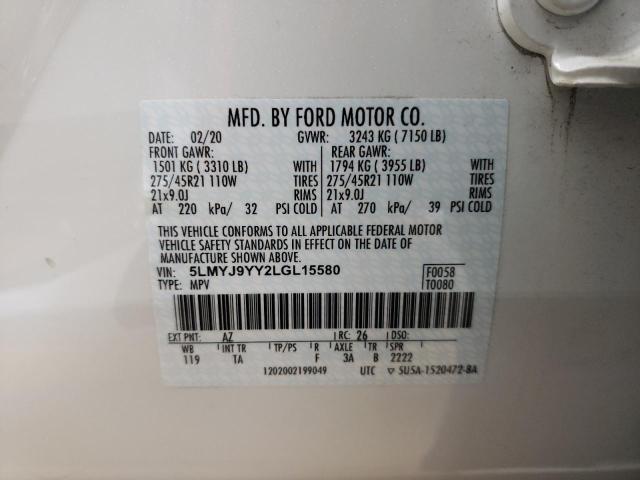 MFD. BY FORD MOTOR CO.
DATE: 02/20 GVWR: 3243 KG ( 7150 LB)
FRONT GAWR: REAR GAWR:
1501 KG ( 3310 LB) WITH 1794 KG ( 3955 LB) WITH
275/45R21 110W TIRES 275/45R21 110W TIRES
21x9.0J RIMS 21x9.0J RIMS
AT 220 kPa/ 32 PSI COLD AT 270 kPa/ 39 PSI COLD
THIS VEHICLE CONFORMS TO ALL APPLICABLE FEDERAL MOTOR
VEHICLE SAFETY STANDARDS IN EFFECT ON THE DATE OF
MANUFACTURE SHOWN ABOVE.
VIN: 5LMYJ9YY2LGL15580 F0058
TYPE: MPV T0080
EXT PNT: AZ RC: 26 DSO:
WB INT TR TP/PS R AXLE TR SPR
119 TA F 3A B 2222
1202002199049 UTC ▽ 5U5A-1520472-BA